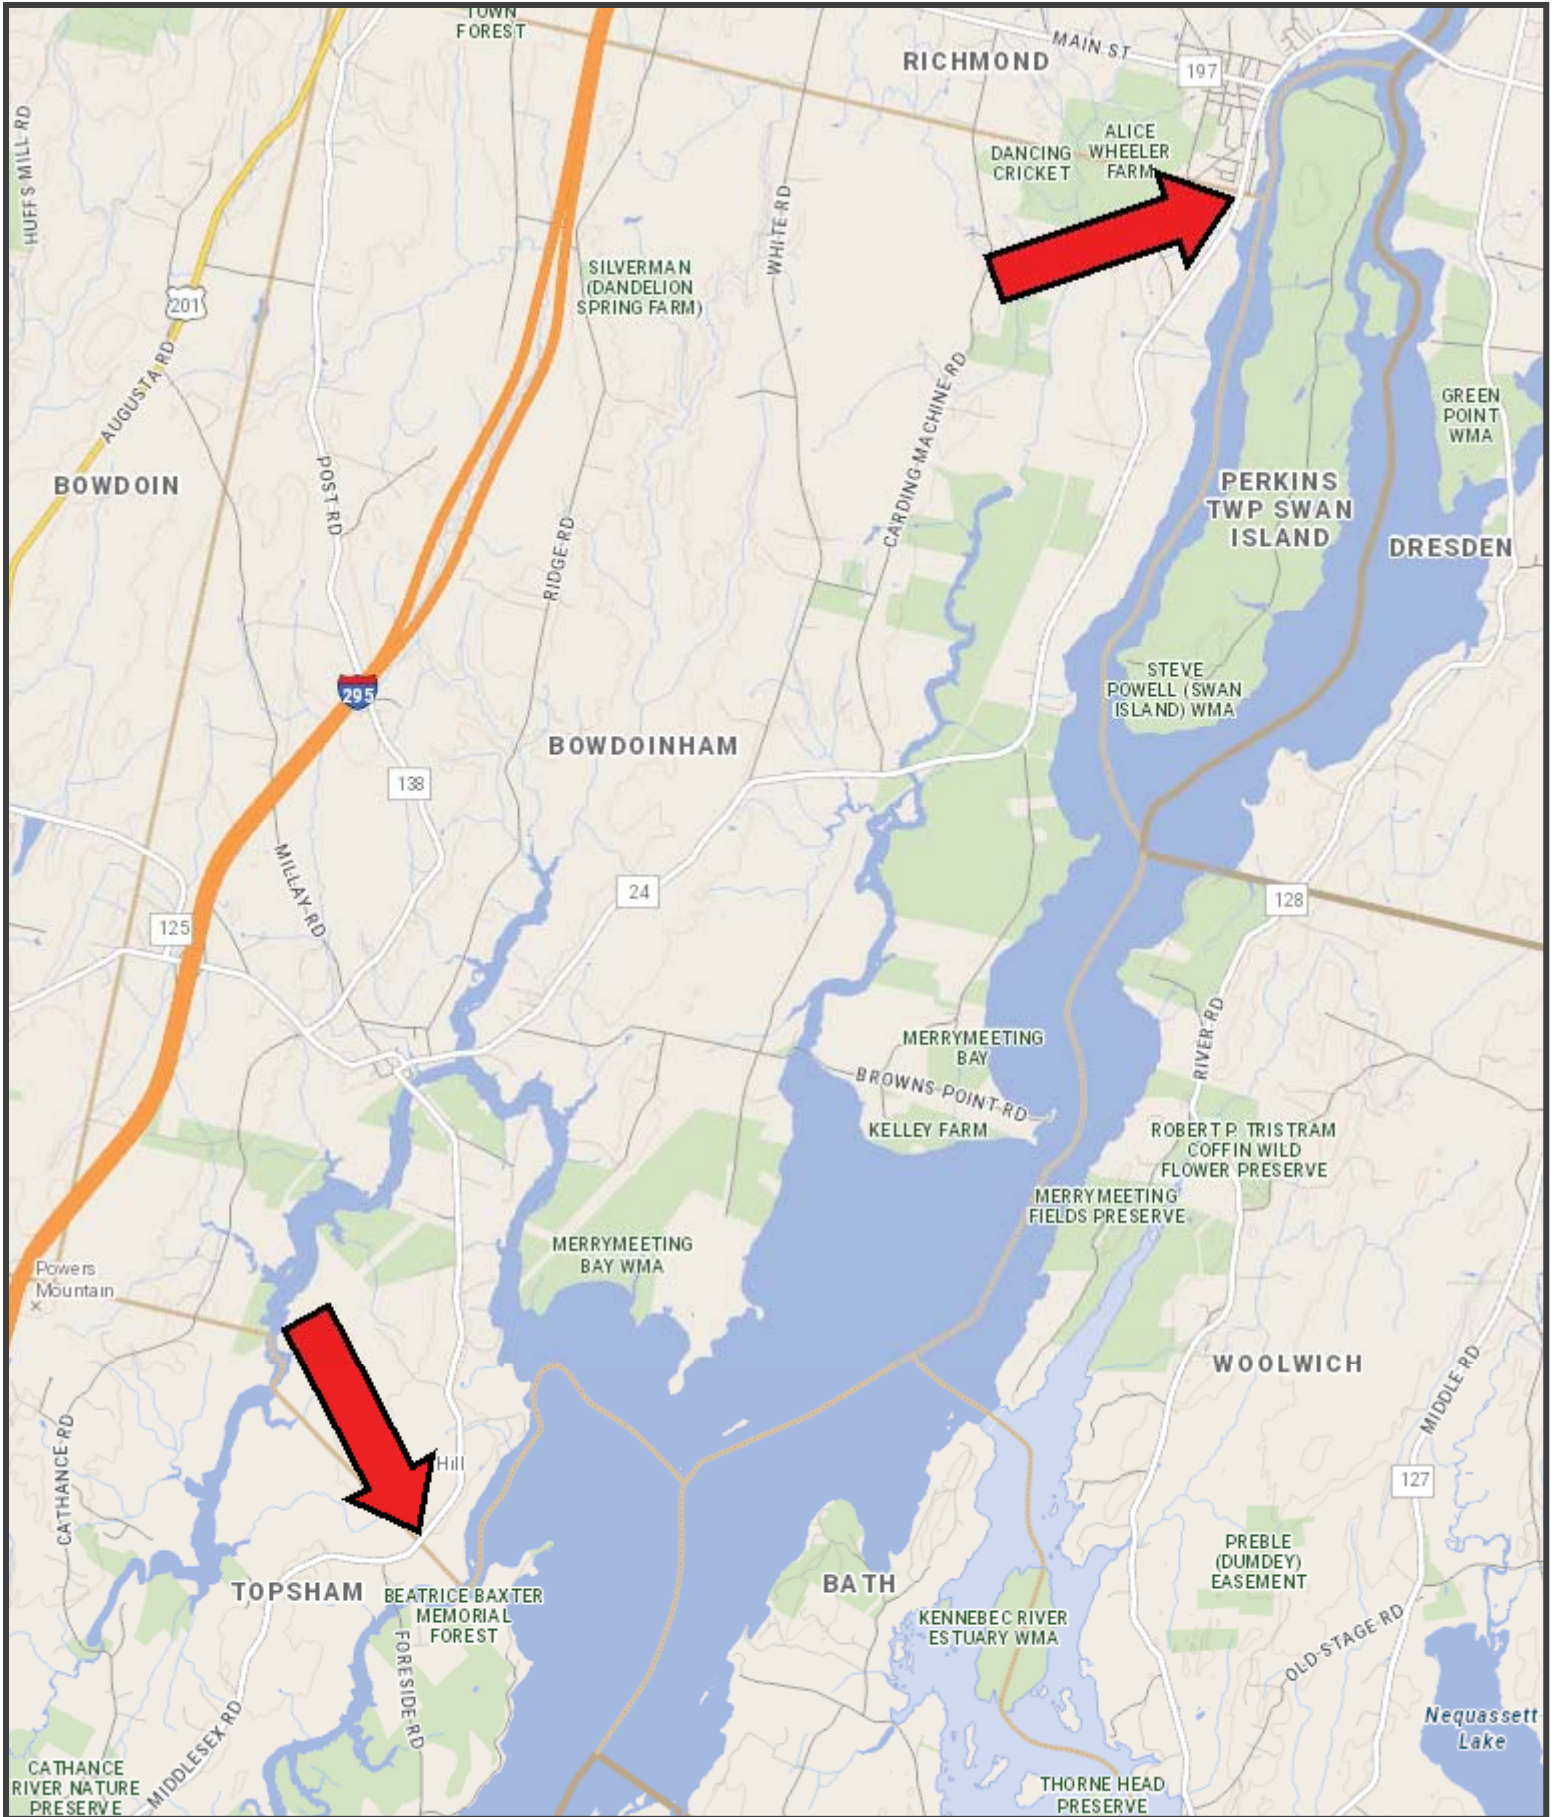 TOWN
FOREST
RICHMOND
MAIN ST
197
HUFFS MILL RD
ALICE
WHEELER
FARM
DANCING
CRICKET
WHITE RD
SILVERMAN
(DANDELION
SPRING FARM)
201
AUGUSTA RD
CARDING MACHINE RD
GREEN
POINT
WMA
BOWDOIN
POST RD
PERKINS
TWP SWAN
ISLAND
DRESDEN
RIDGE RD
295
STEVE
POWELL (SWAN
ISLAND) WMA
BOWDOINHAM
138
MILLAY RD
24
128
125
RIVER RD
MERRYMEETING
BAY
BROWNS POINT RD
KELLEY FARM
ROBERT P. TRISTRAM
COFFIN WILD
FLOWER PRESERVE
MERRYMEETING
FIELDS PRESERVE
MERRYMEETING
BAY WMA
Powers
Mountain
WOOLWICH
MIDDLE RD
CATHANCE RD
Hill
127
PREBLE
(DUMDEY)
EASEMENT
TOPSHAM
BEATRICE BAXTER
MEMORIAL
FOREST
BATH
KENNEBEC RIVER
ESTUARY WMA
OLD STAGE RD
FORESIDE RD
MIDDLESEX RD
Nequassett
Lake
CATHANCE
RIVER NATURE
PRESERVE
THORNE HEAD
PRESERVE